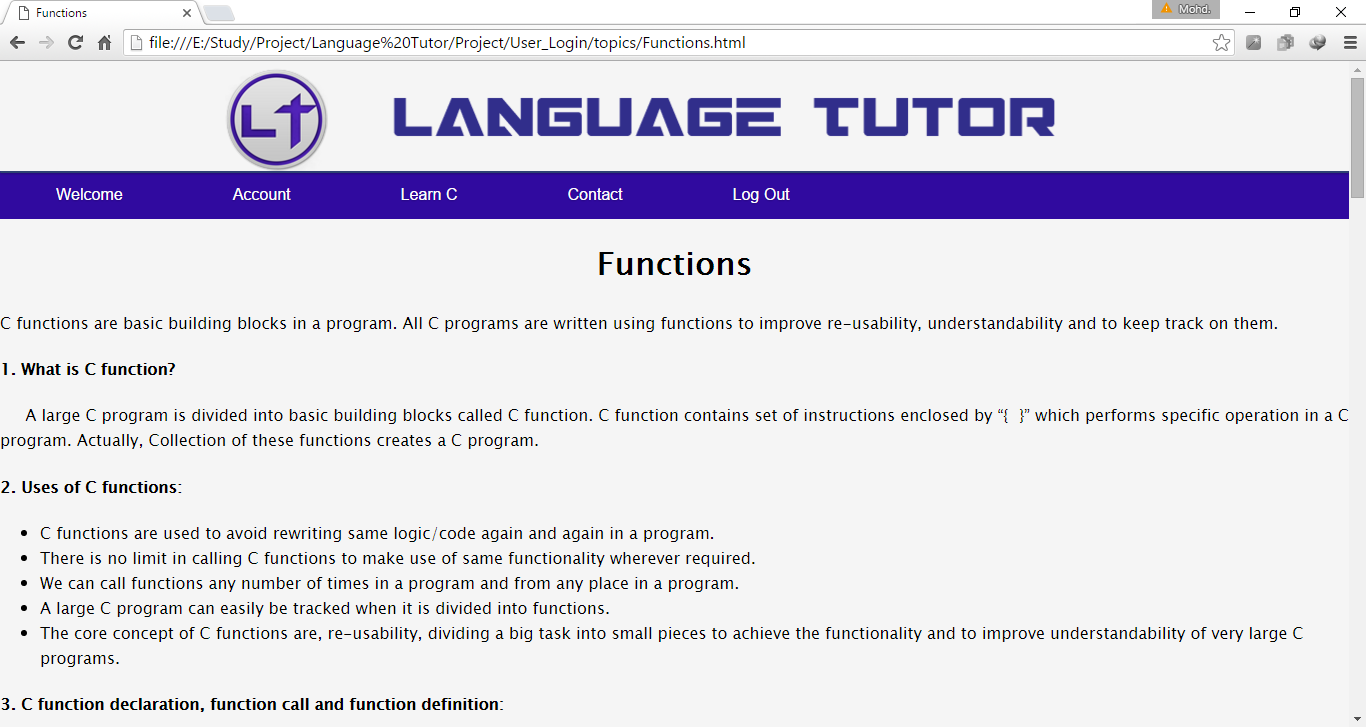 Functions
Mohd.
file:///E:/Study/Project/Language%20Tutor/Project/User_Login/topics/Functions.html
LT LANGUAGE TUTOR
Welcome Account Learn C Contact Log Out
Functions
C functions are basic building blocks in a program. All C programs are written using functions to improve re-usability, understandability and to keep track on them.
1. What is C function?
A large C program is divided into basic building blocks called C function. C function contains set of instructions enclosed by “{ }” which performs specific operation in a C
program. Actually, Collection of these functions creates a C program.
2. Uses of C functions:
• C functions are used to avoid rewriting same logic/code again and again in a program.
• There is no limit in calling C functions to make use of same functionality wherever required.
• We can call functions any number of times in a program and from any place in a program.
• A large C program can easily be tracked when it is divided into functions.
• The core concept of C functions are, re-usability, dividing a big task into small pieces to achieve the functionality and to improve understandability of very large C
programs.
3. C function declaration, function call and function definition: